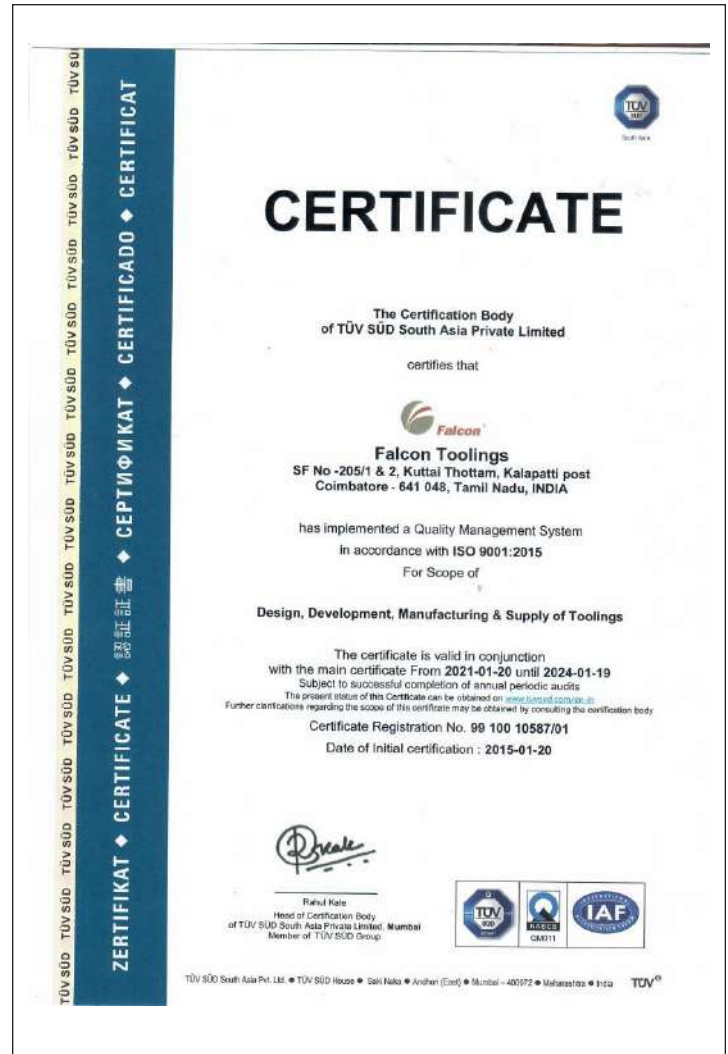 TÜV SÜD TÜV SÜD TÜV SÜD TÜV SÜD TÜV SÜD TÜV SÜD TÜV SÜD TÜV SÜD TÜV SÜD TÜV SÜD TÜV SÜD TÜV SÜD
ZERTIFIKAT ◆ CERTIFICATE ◆ 認証証書 ◆ СЕРТИФИКАТ ◆ CERTIFICADO ◆ CERTIFICAT
TÜV
SÜD
South Asia
CERTIFICATE
The Certification Body
of TÜV SÜD South Asia Private Limited
certifies that
Falcon
Falcon Toolings
SF No -205/1 & 2, Kuttai Thottam, Kalapatti post
Coimbatore - 641 048, Tamil Nadu, INDIA
has implemented a Quality Management System
in accordance with ISO 9001:2015
For Scope of
Design, Development, Manufacturing & Supply of Toolings
The certificate is valid in conjunction
with the main certificate From 2021-01-20 until 2024-01-19
Subject to successful completion of annual periodic audits
The present status of this Certificate can be obtained on www.tuvsud.com/en-in
Further clarifications regarding the scope of this certificate may be obtained by consulting the certification body
Certificate Registration No. 99 100 10587/01
Date of Initial certification : 2015-01-20
Rahul Kale
Head of Certification Body
of TÜV SÜD South Asia Private Limited, Mumbai
Member of TÜV SÜD Group
TÜV
SÜD
NABCB
QM011
IAF
TÜV SÜD South Asia Pvt. Ltd. ● TÜV SÜD House ● Saki Naka ● Andheri (East) ● Mumbai – 400072 ● Maharashtra ● India TÜV®